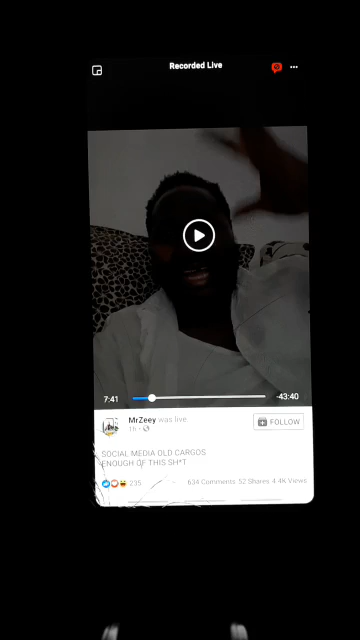 Recorded Live
7:41
-43:40
MrZeey was live.
1h
FOLLOW
SOCIAL MEDIA OLD CARGOS
ENOUGH OF THIS SH*T
235
634 Comments 52 Shares 4.4K Views